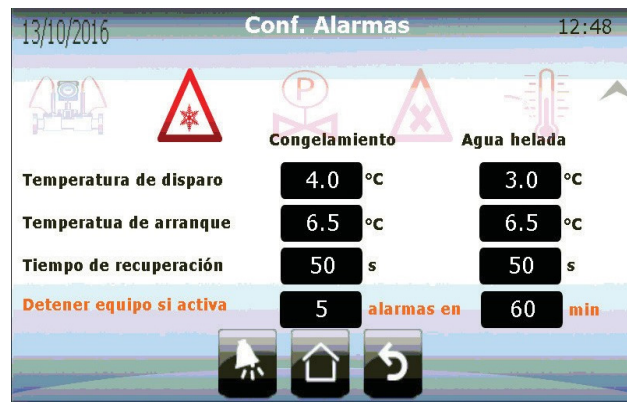 13/10/2016 Conf. Alarmas 12:48
P
Congelamiento Agua helada
Temperatura de disparo 4.0 °C 3.0 °C
Temperatua de arranque 6.5 °C 6.5 °C
Tiempo de recuperación 50 s 50 s
Detener equipo si activa 5 alarmas en 60 min